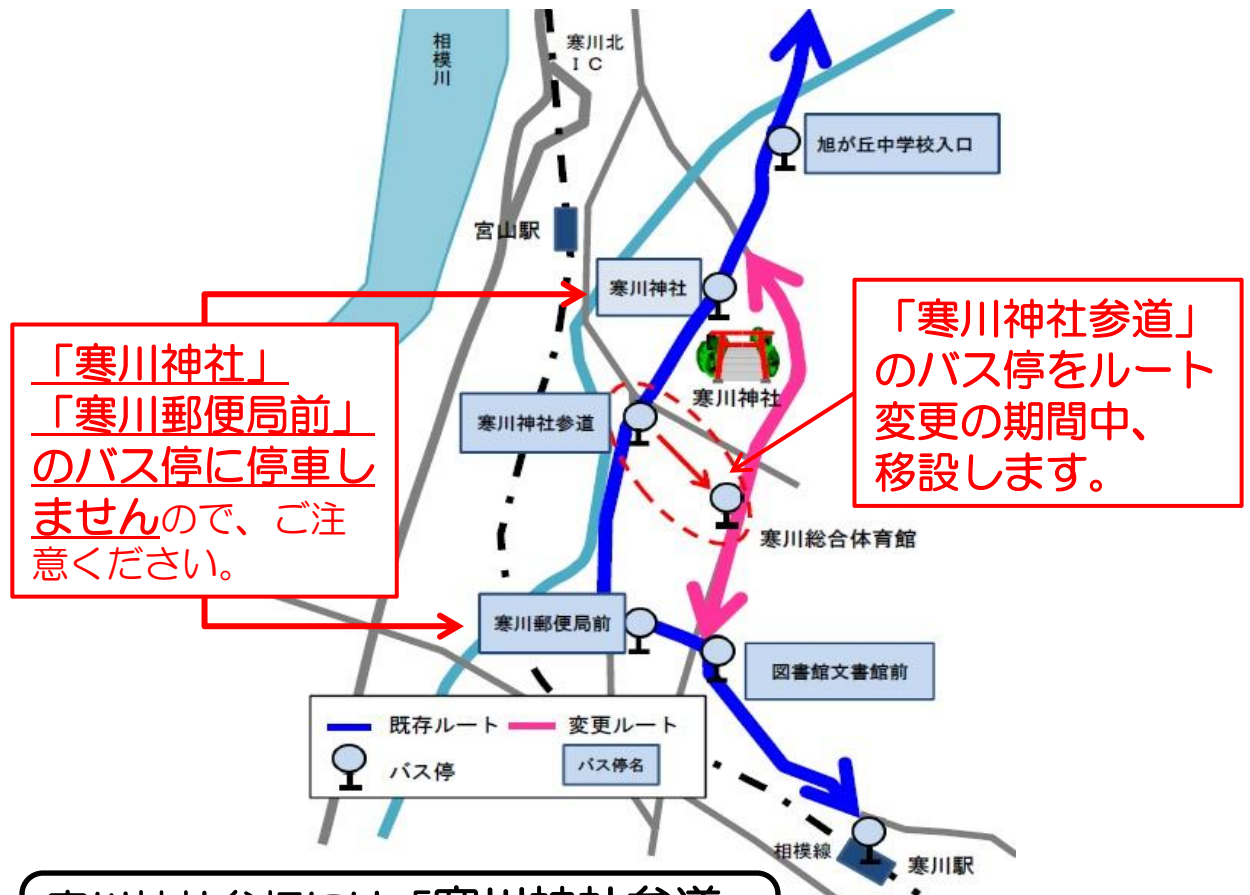 相模川
寒川北
ＩＣ
旭が丘中学校入口
宮山駅
寒川神社
「寒川神社」
「寒川郵便局前」
のバス停に停車し
ませんので、ご注
意ください。
「寒川神社参道」
のバス停をルート
変更の期間中、
移設します。
寒川神社
寒川神社参道
寒川総合体育館
寒川郵便局前
図書館文書館前
既存ルート
変更ルート
バス停
バス停名
相模線
寒川駅